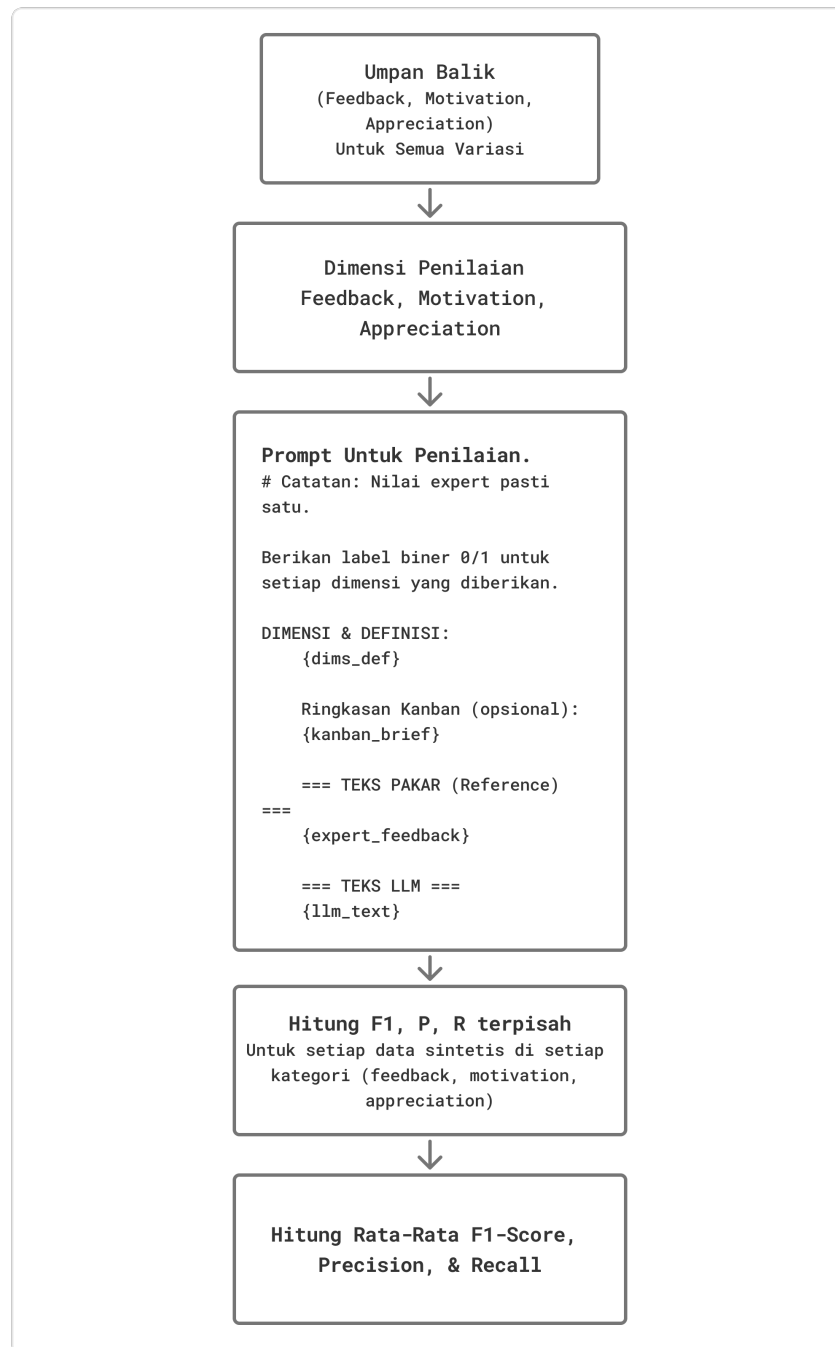 Umpan Balik
(Feedback, Motivation,
Appreciation)
Untuk Semua Variasi
Dimensi Penilaian
Feedback, Motivation,
Appreciation
Prompt Untuk Penilaian.
# Catatan: Nilai expert pasti
satu.
Berikan label biner 0/1 untuk
setiap dimensi yang diberikan.
DIMENSI & DEFINISI:
{dims_def}
Ringkasan Kanban (opsional):
{kanban_brief}
=== TEKS PAKAR (Reference)
===
{expert_feedback}
=== TEKS LLM ===
{llm_text}
Hitung F1, P, R terpisah
Untuk setiap data sintetis di setiap
kategori (feedback, motivation,
appreciation)
Hitung Rata-Rata F1-Score,
Precision, & Recall